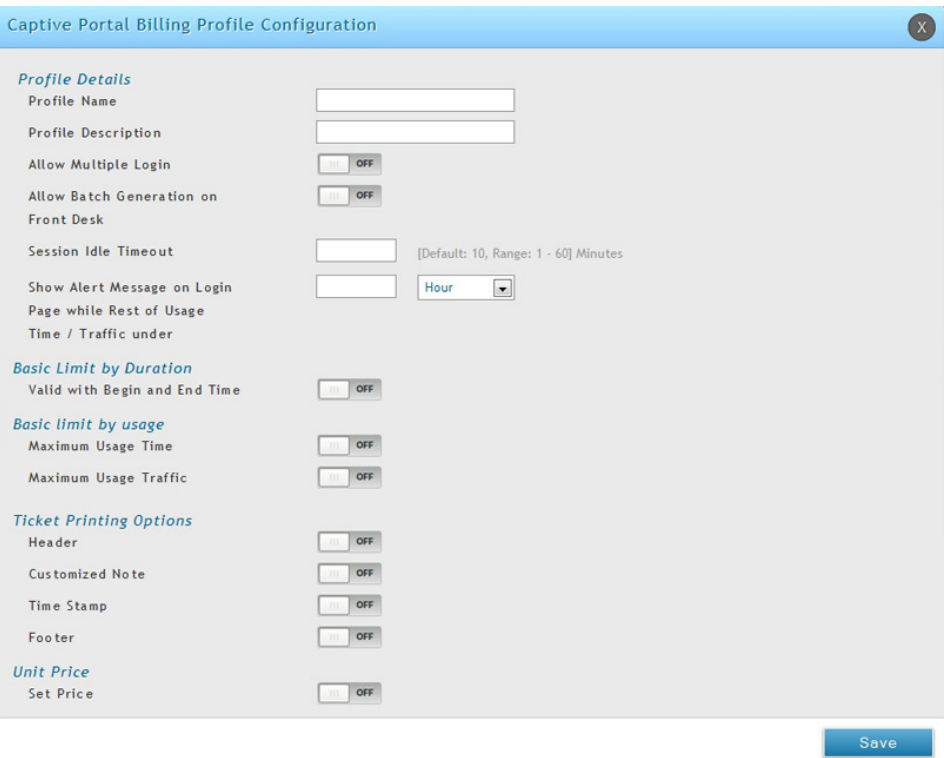 Captive Portal Billing Profile Configuration
X
Profile Details
Profile Name
Profile Description
Allow Multiple Login
OFF
Allow Batch Generation on
OFF
Front Desk
Session Idle Timeout
[Default: 10, Range: 1 - 60] Minutes
Show Alert Message on Login
Hour
Page while Rest of Usage
Time / Traffic under
Basic Limit by Duration
Valid with Begin and End Time
OFF
Basic limit by usage
Maximum Usage Time
OFF
Maximum Usage Traffic
OFF
Ticket Printing Options
Header
OFF
Customized Note
OFF
Time Stamp
OFF
Footer
OFF
Unit Price
Set Price
OFF
Save